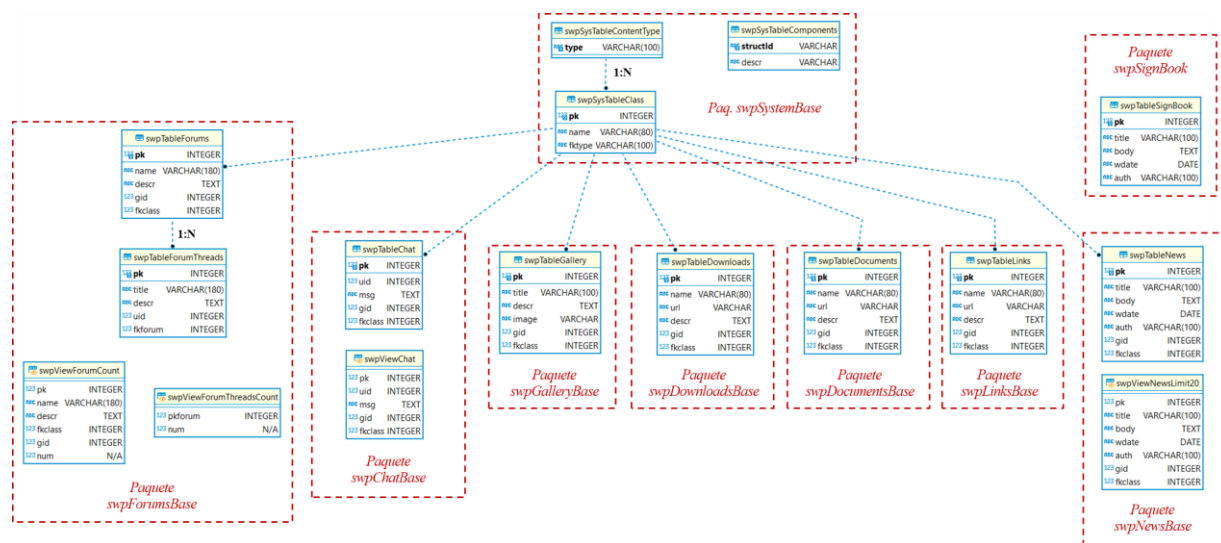 swpSysTableContentType
type VARCHAR(100)
1:N
swpSysTableClass
pk INTEGER
name VARCHAR(80)
fktype VARCHAR(100)
swpSysTableComponents
structId VARCHAR
descr VARCHAR
Paq. swpSystemBase
Paquete
swpSignBook
swpTableSignBook
pk INTEGER
title VARCHAR(100)
body TEXT
wdate DATE
auth VARCHAR(100)
swpTableForums
pk INTEGER
name VARCHAR(180)
descr TEXT
gid INTEGER
fkclass INTEGER
1:N
swpTableForumThreads
pk INTEGER
title VARCHAR(180)
descr TEXT
uid INTEGER
fkforum INTEGER
swpViewForumCount
pk INTEGER
name VARCHAR(180)
descr TEXT
fkclass INTEGER
gid INTEGER
num N/A
swpViewForumThreadsCount
pkforum INTEGER
num N/A
Paquete
swpForumsBase
swpTableChat
pk INTEGER
uid INTEGER
msg TEXT
gid INTEGER
fkclass INTEGER
swpViewChat
pk INTEGER
uid INTEGER
msg TEXT
gid INTEGER
fkclass INTEGER
Paquete
swpChatBase
swpTableGallery
pk INTEGER
title VARCHAR(100)
descr TEXT
image VARCHAR
gid INTEGER
fkclass INTEGER
Paquete
swpGalleryBase
swpTableDownloads
pk INTEGER
name VARCHAR(80)
url VARCHAR
descr TEXT
gid INTEGER
fkclass INTEGER
Paquete
swpDownloadsBase
swpTableDocuments
pk INTEGER
name VARCHAR(80)
url VARCHAR
descr TEXT
gid INTEGER
fkclass INTEGER
Paquete
swpDocumentsBase
swpTableLinks
pk INTEGER
name VARCHAR(80)
url VARCHAR
descr TEXT
gid INTEGER
fkclass INTEGER
Paquete
swpLinksBase
swpTableNews
pk INTEGER
title VARCHAR(100)
body TEXT
wdate DATE
auth VARCHAR(100)
gid INTEGER
fkclass INTEGER
swpViewNewsLimit20
pk INTEGER
title VARCHAR(100)
body TEXT
wdate DATE
auth VARCHAR(100)
gid INTEGER
fkclass INTEGER
Paquete
swpNewsBase